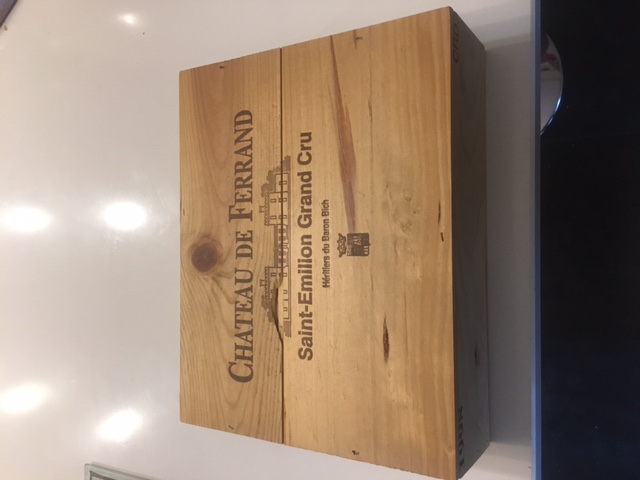 CHATEAU DE FERRAND
Saint-Emilion Grand Cru
Héritiers du Baron Bich